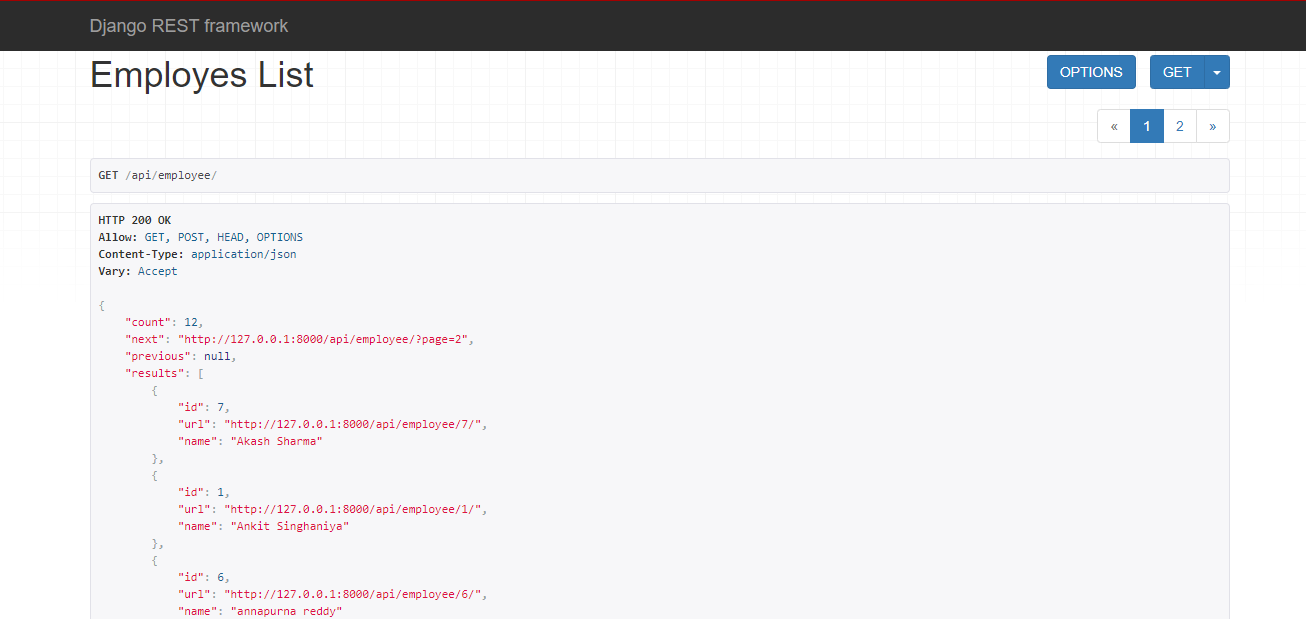 Django REST framework
Employes List
OPTIONS
GET
« 1 2 »
GET /api/employee/
HTTP 200 OK
Allow: GET, POST, HEAD, OPTIONS
Content-Type: application/json
Vary: Accept
{
"count": 12,
"next": "http://127.0.0.1:8000/api/employee/?page=2",
"previous": null,
"results": [
{
"id": 7,
"url": "http://127.0.0.1:8000/api/employee/7/",
"name": "Akash Sharma"
},
{
"id": 1,
"url": "http://127.0.0.1:8000/api/employee/1/",
"name": "Ankit Singhaniya"
},
{
"id": 6,
"url": "http://127.0.0.1:8000/api/employee/6/",
"name": "annapurna reddy"